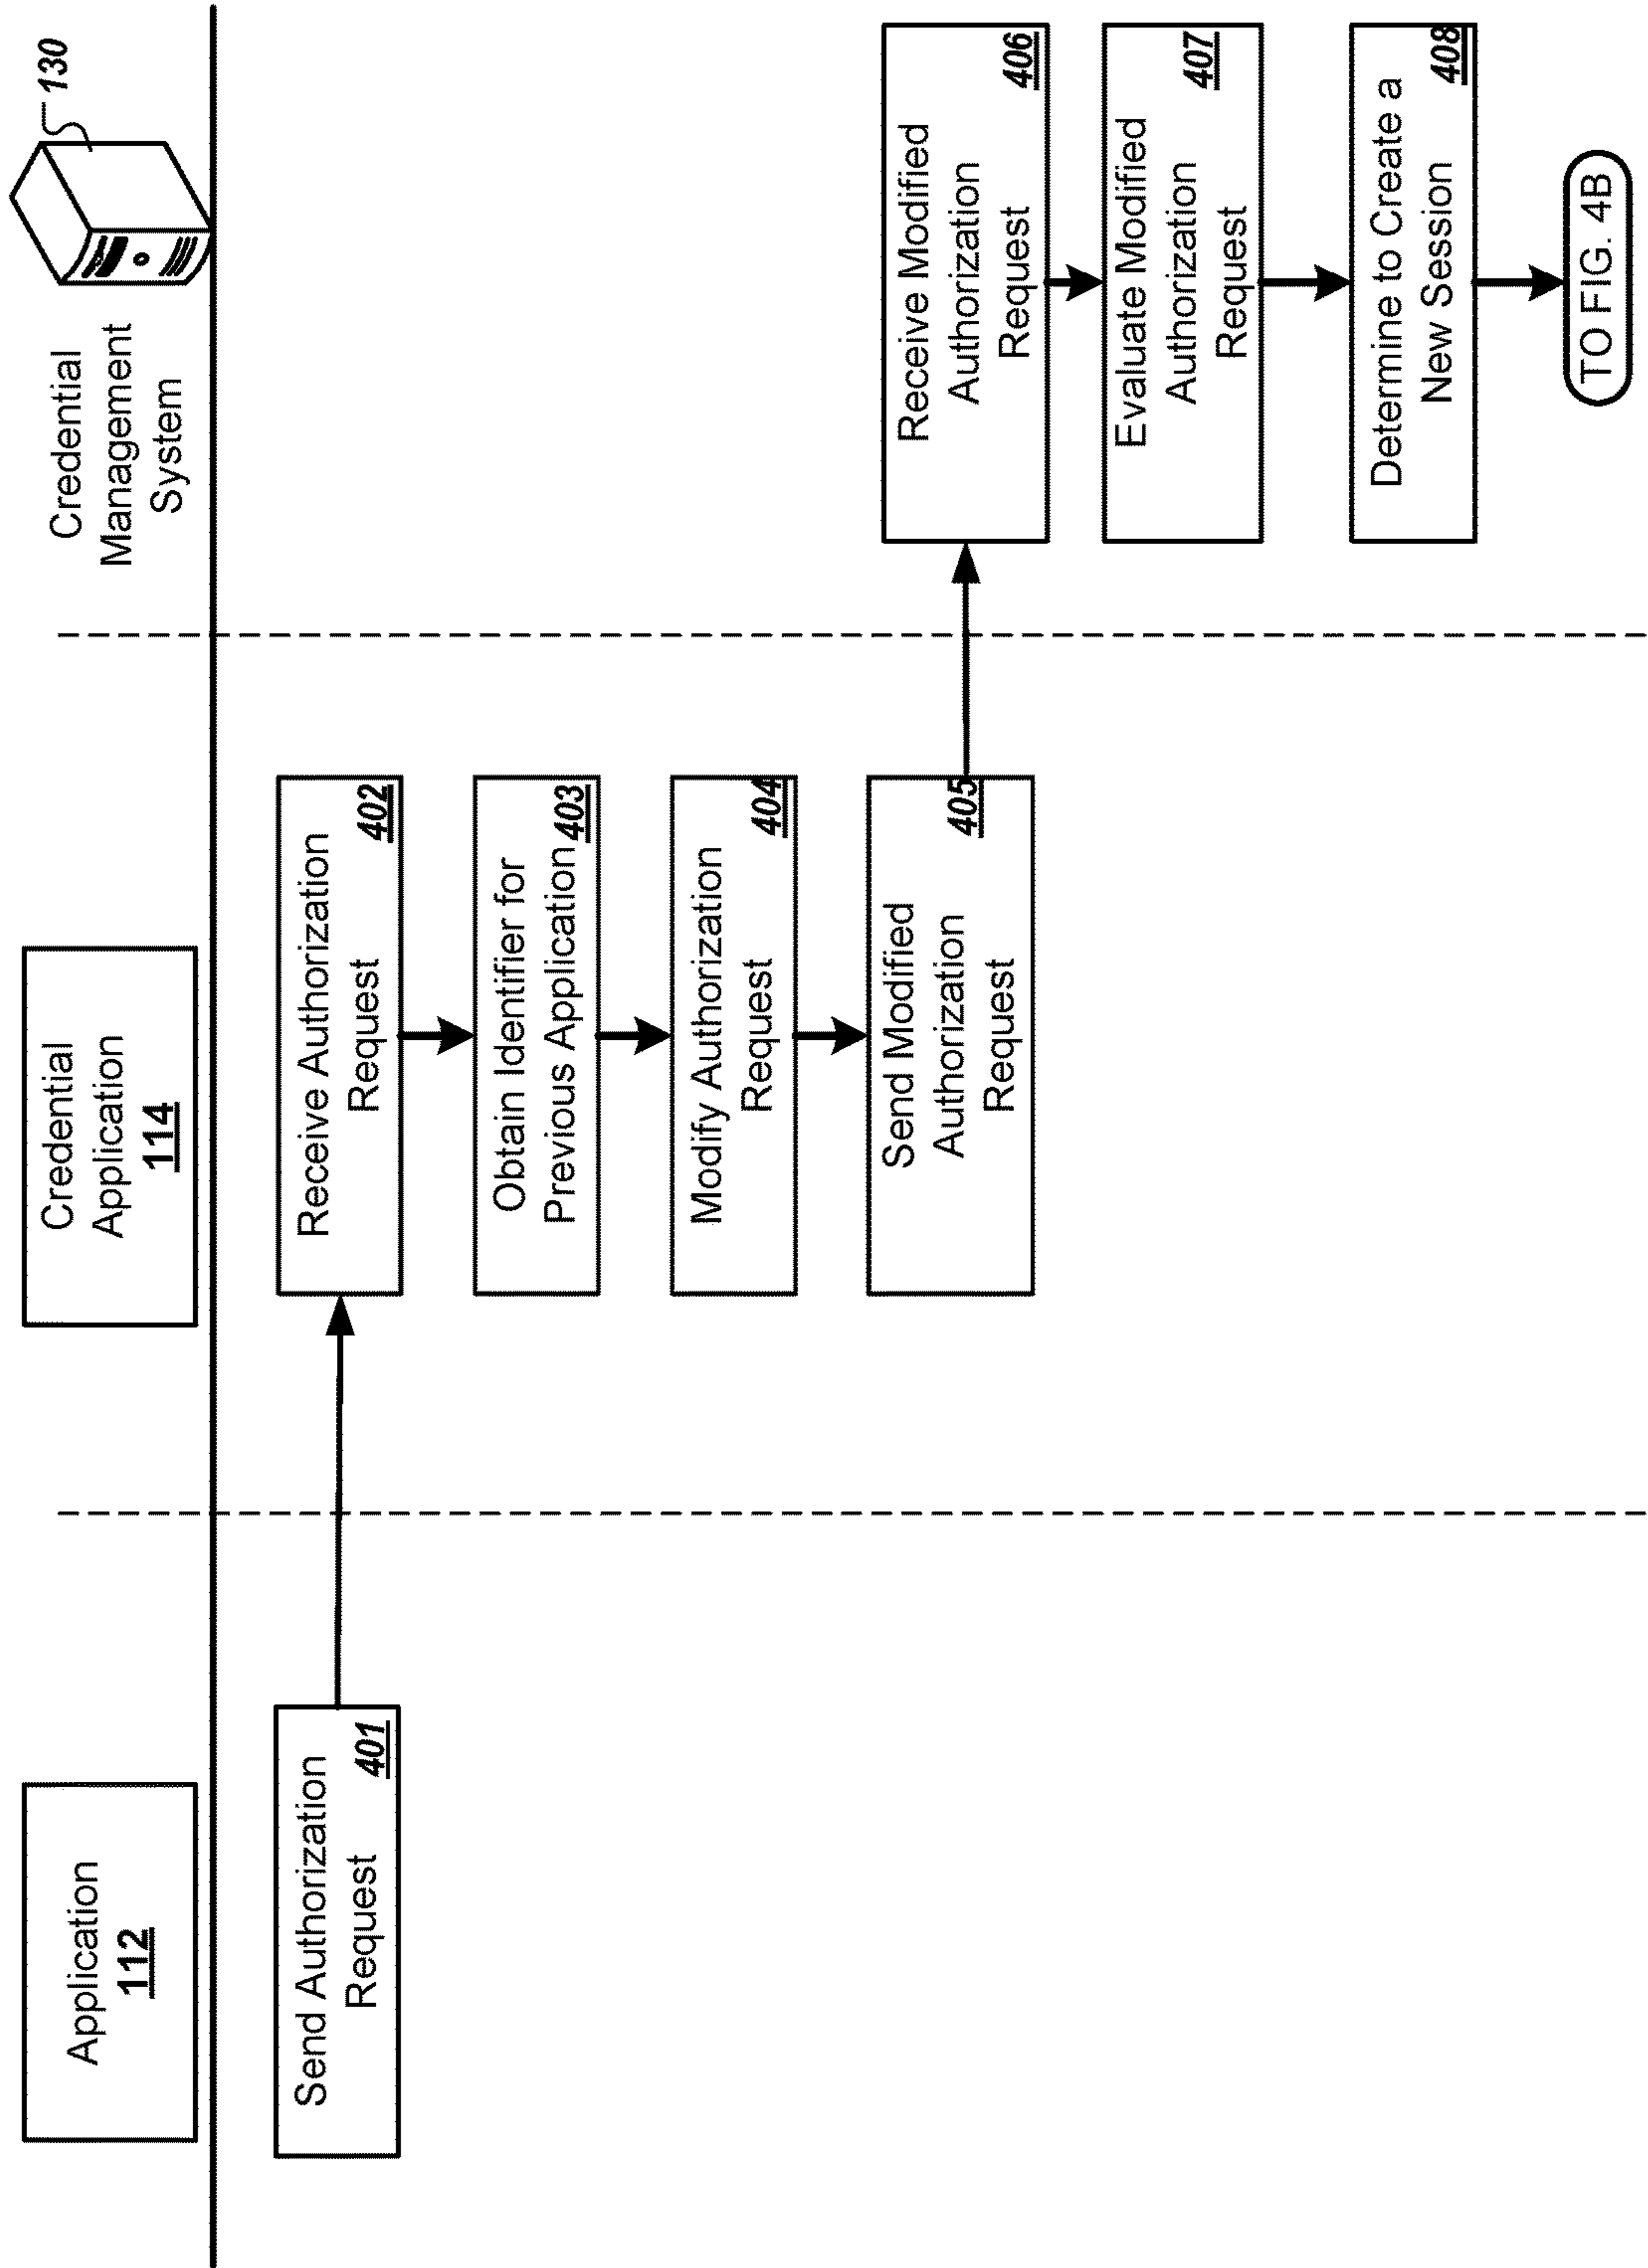 Application
112
Credential
Application
114
Credential
Management
System
130
Send Authorization
Request
401
Receive Authorization
Request
402
Obtain Identifier for
Previous Application
403
Modify Authorization
Request
404
Send Modified
Authorization
Request
405
Receive Modified
Authorization
Request
406
Evaluate Modified
Authorization
Request
407
Determine to Create a
New Session
408
TO FIG. 4B